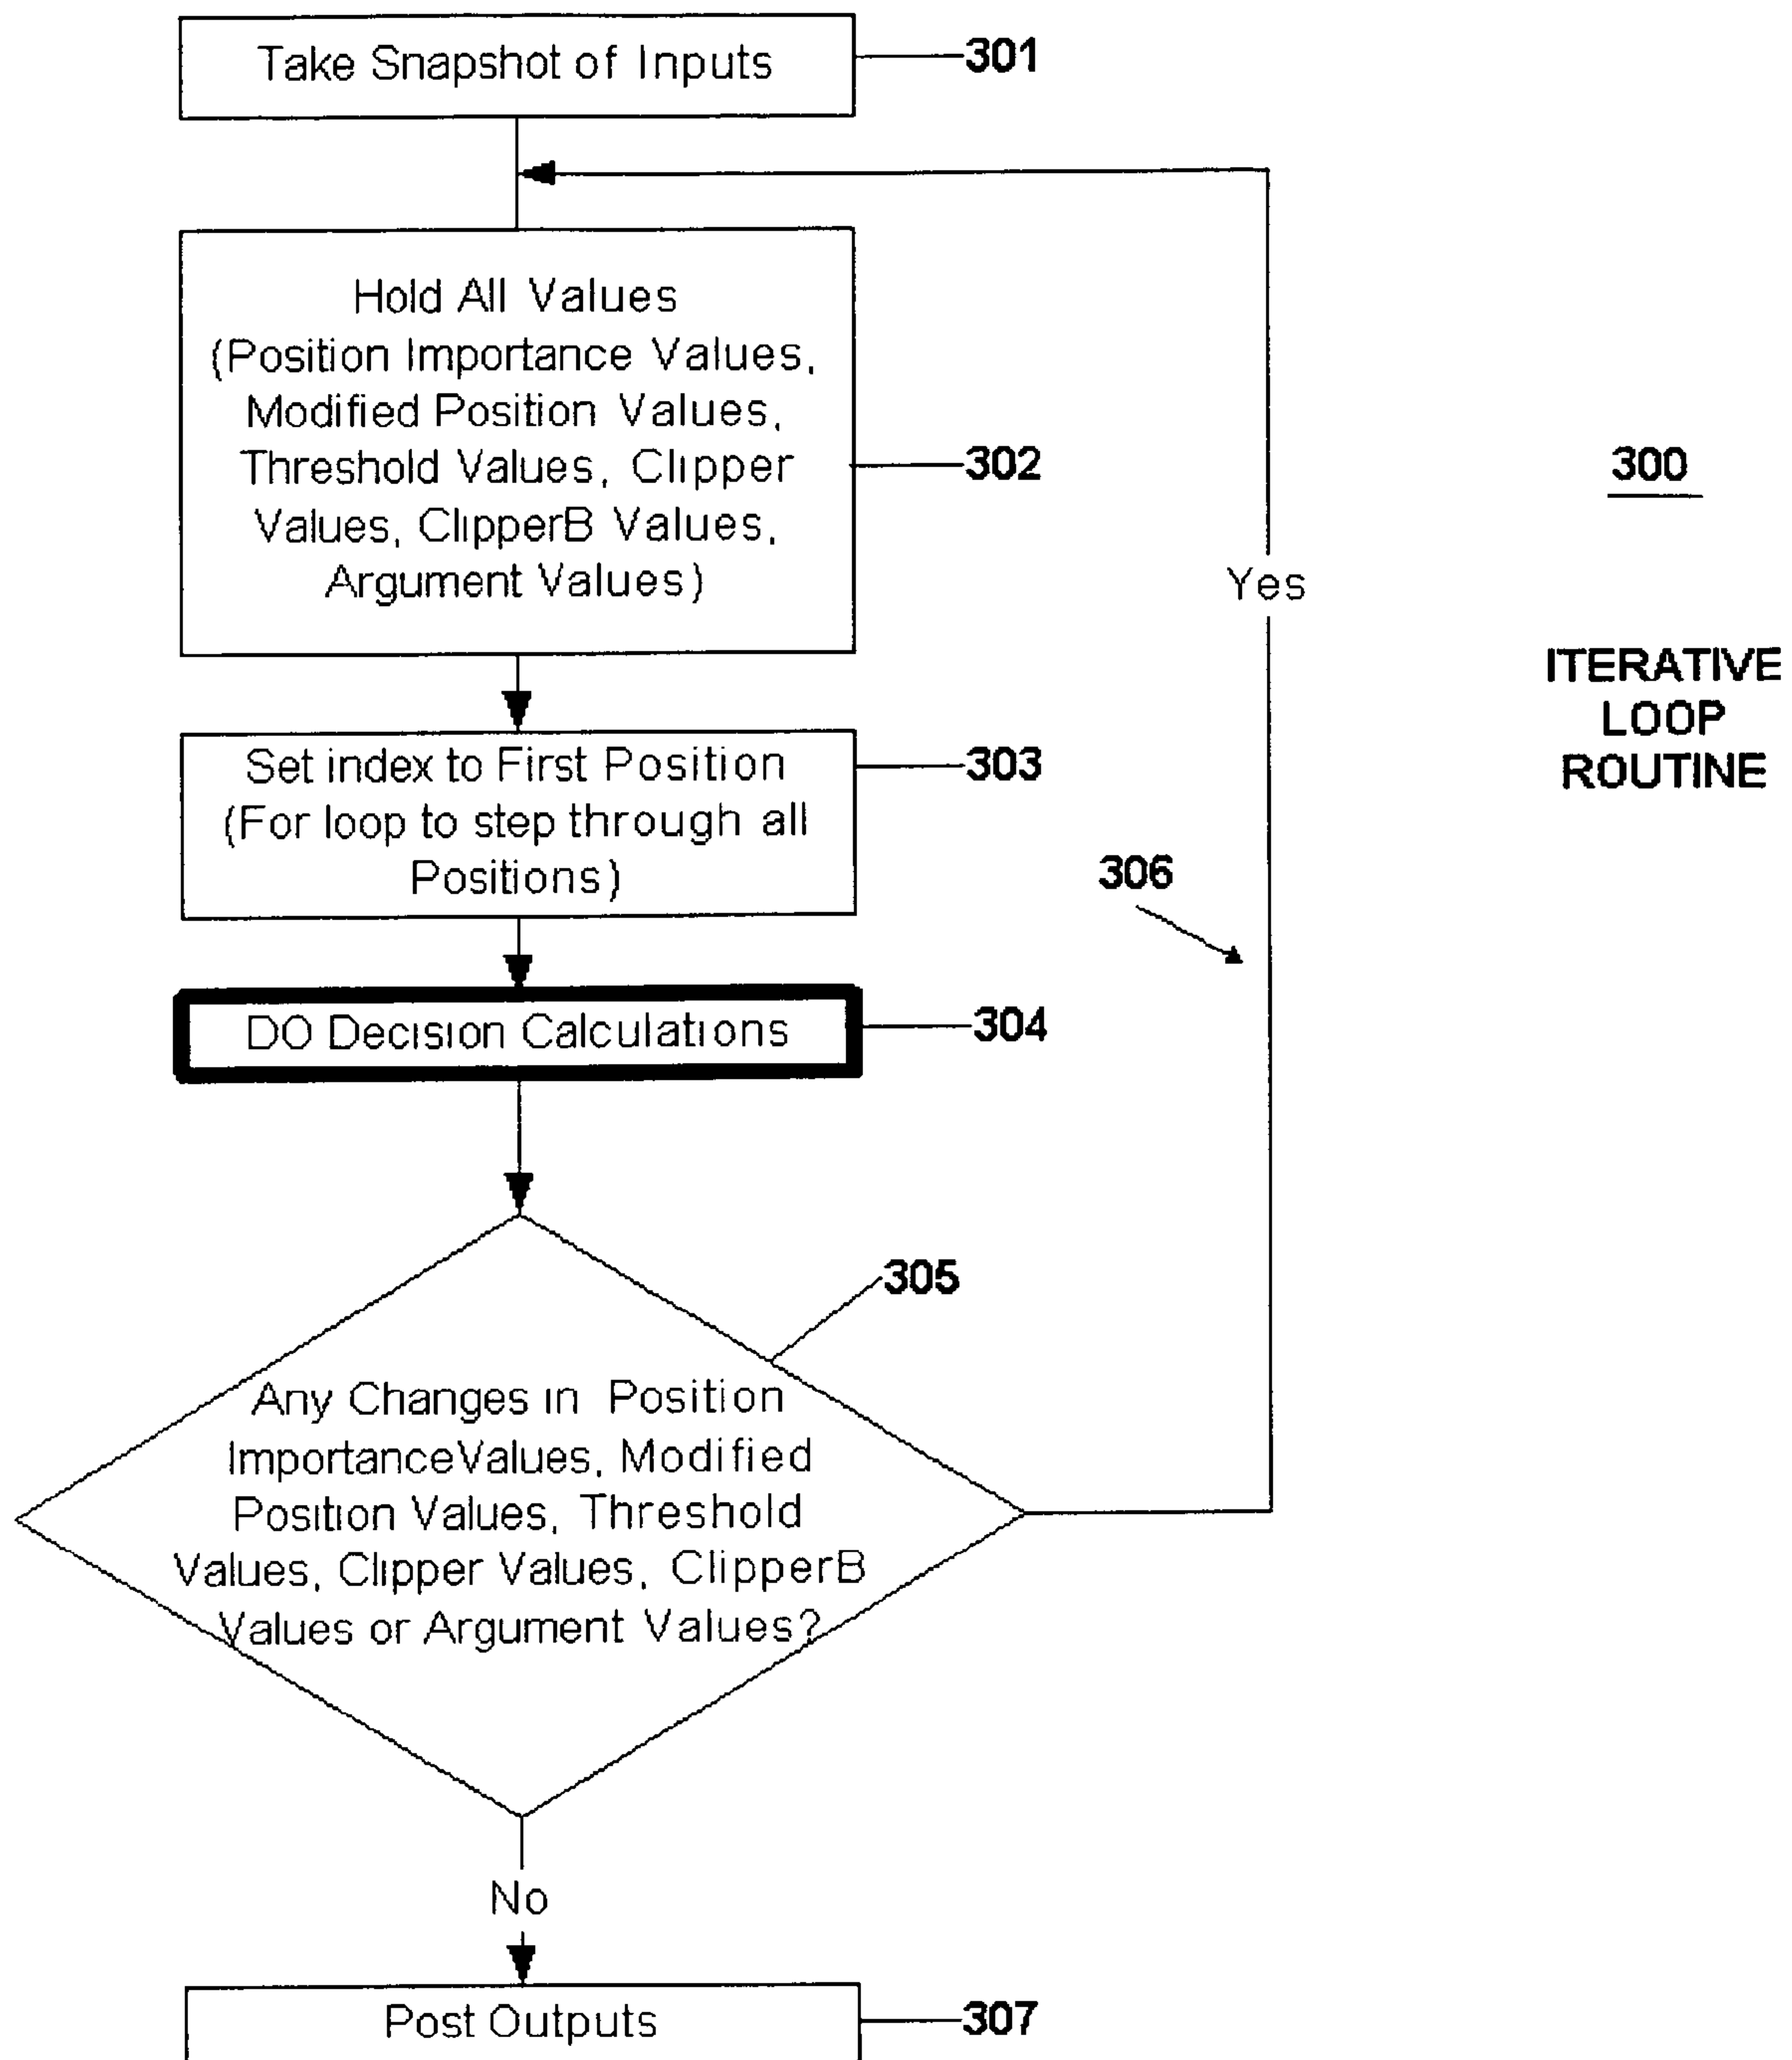 Take Snapshot of Inputs
301
Hold All Values
(Position Importance Values,
Modified Position Values,
Threshold Values, Clipper
Values, ClipperB Values,
Argument Values)
302
300
Yes
ITERATIVE
LOOP
ROUTINE
Set index to First Position
(For loop to step through all
Positions)
303
306
DO Decision Calculations
304
305
Any Changes in Position
ImportanceValues, Modified
Position Values, Threshold
Values, Clipper Values, ClipperB
Values or Argument Values?
No
Post Outputs
307